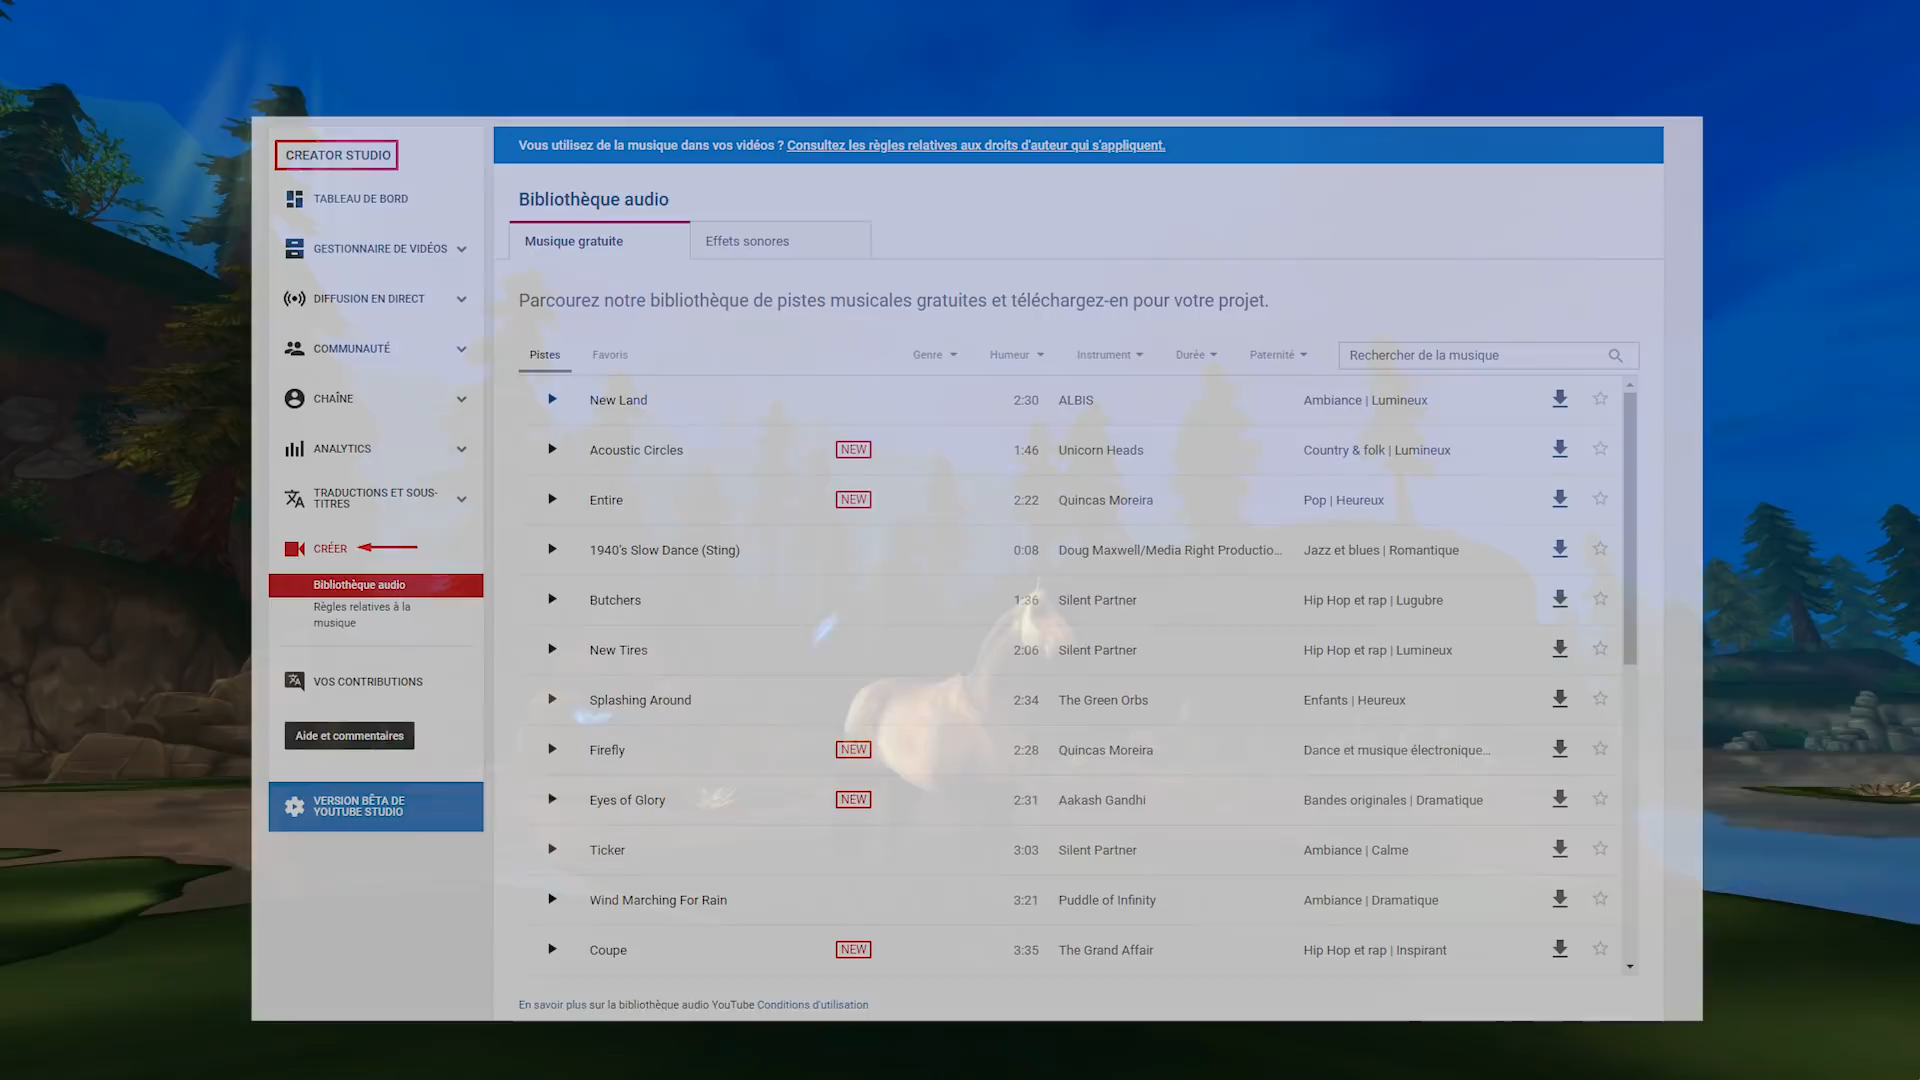 CREATOR STUDIO
TABLEAU DE BORD
GESTIONNAIRE DE VIDÉOS
DIFFUSION EN DIRECT
COMMUNAUTÉ
CHAÎNE
ANALYTICS
TRADUCTIONS ET SOUS-
TITRES
CRÉER
Bibliothèque audio
Règles relatives à la
musique
VOS CONTRIBUTIONS
Aide et commentaires
VERSION BÊTA DE
YOUTUBE STUDIO
Vous utilisez de la musique dans vos vidéos ? Consultez les règles relatives aux droits d'auteur qui s'appliquent.
Bibliothèque audio
Musique gratuite Effets sonores
Parcourez notre bibliothèque de pistes musicales gratuites et téléchargez-en pour votre projet.
Pistes Favoris Genre Humeur Instrument Durée Paternité Rechercher de la musique
New Land 2:30 ALBIS Ambiance | Lumineux
Acoustic Circles NEW 1:46 Unicorn Heads Country & folk | Lumineux
Entire NEW 2:22 Quincas Moreira Pop | Heureux
1940's Slow Dance (Sting) 0:08 Doug Maxwell/Media Right Productio... Jazz et blues | Romantique
Butchers 1:36 Silent Partner Hip Hop et rap | Lugubre
New Tires 2:06 Silent Partner Hip Hop et rap | Lumineux
Splashing Around 2:34 The Green Orbs Enfants | Heureux
Firefly NEW 2:28 Quincas Moreira Dance et musique électronique...
Eyes of Glory NEW 2:31 Aakash Gandhi Bandes originales | Dramatique
Ticker 3:03 Silent Partner Ambiance | Calme
Wind Marching For Rain 3:21 Puddle of Infinity Ambiance | Dramatique
Coupe NEW 3:35 The Grand Affair Hip Hop et rap | Inspirant
En savoir plus sur la bibliothèque audio YouTube Conditions d'utilisation